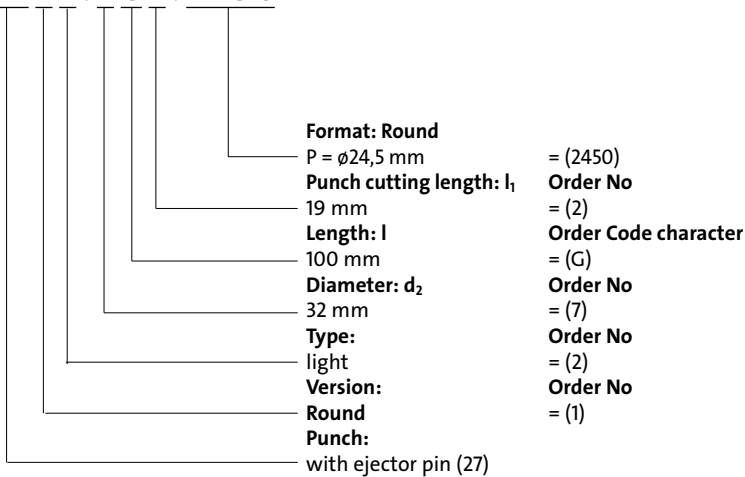 Format: Round
P = ø24,5 mm = (2450)
Punch cutting length: l₁ Order No
19 mm = (2)
Length: l Order Code character
100 mm = (G)
Diameter: d₂ Order No
32 mm = (7)
Type: Order No
light = (2)
Version: Order No
Round = (1)
Punch:
with ejector pin (27)